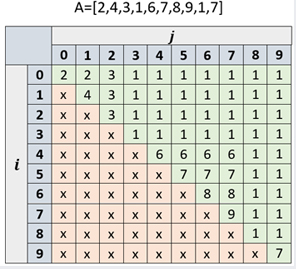 A=[2,4,3,1,6,7,8,9,1,7]
j
0 1 2 3 4 5 6 7 8 9
0 2 2 3 1 1 1 1 1 1 1
1 x 4 3 1 1 1 1 1 1 1
2 x x 3 1 1 1 1 1 1 1
3 x x x 1 1 1 1 1 1 1
i 4 x x x x 6 6 6 6 1 1
5 x x x x x 7 7 7 1 1
6 x x x x x x 8 8 1 1
7 x x x x x x x 9 1 1
8 x x x x x x x x 1 1
9 x x x x x x x x x 7